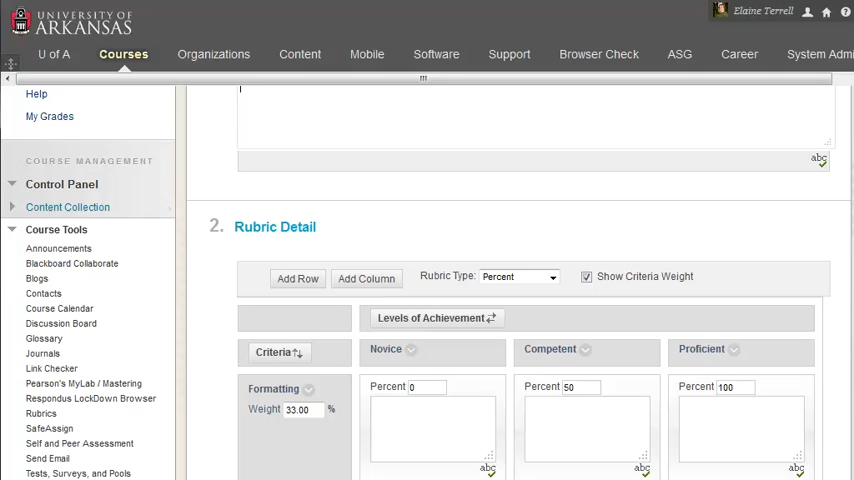 UNIVERSITY OF
ARKANSAS
Elaine Terrell
U of A Courses Organizations Content Mobile Software Support Browser Check ASG Career System Admi
Help
My Grades
COURSE MANAGEMENT
Control Panel
Content Collection
Course Tools
Announcements
Blackboard Collaborate
Blogs
Contacts
Course Calendar
Discussion Board
Glossary
Journals
Link Checker
Pearson's MyLab / Mastering
Respondus LockDown Browser
Rubrics
SafeAssign
Self and Peer Assessment
Send Email
Tests, Surveys, and Pools
abc
2. Rubric Detail
Add Row Add Column Rubric Type: Percent Show Criteria Weight
Levels of Achievement
Criteria Novice Competent Proficient
Formatting Percent 0 Percent 50 Percent 100
Weight 33.00 %
abc abc abc